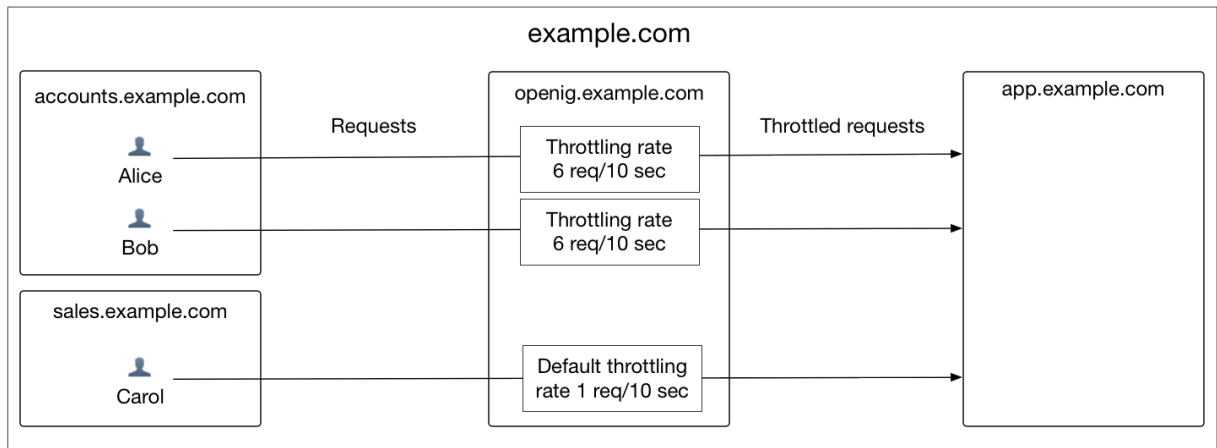 example.com
accounts.example.com
Alice
Bob
sales.example.com
Carol
Requests
openig.example.com
Throttling rate
6 req/10 sec
Throttling rate
6 req/10 sec
Default throttling
rate 1 req/10 sec
Throttled requests
app.example.com